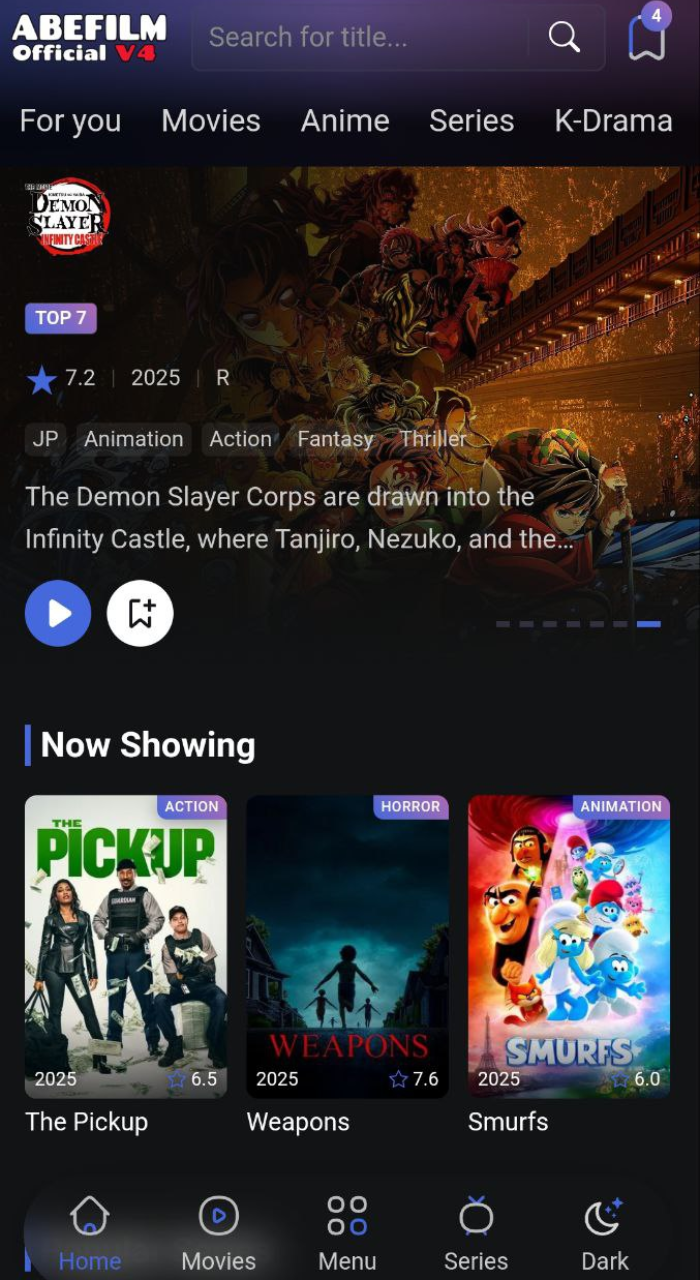 ABEFILM
Official V4
Search for title...
4
For you Movies Anime Series K-Drama
DEMON
SLAYER
INFINITY CASTLE
TOP 7
7.2 | 2025 | R
JP Animation Action Fantasy Thriller
The Demon Slayer Corps are drawn into the
Infinity Castle, where Tanjiro, Nezuko, and the...
Now Showing
ACTION
THE
PICKUP
GUARDIAN
2025 6.5
The Pickup
HORROR
WEAPONS
2025 7.6
Weapons
ANIMATION
SMURFS
2025 6.0
Smurfs
Home Movies Menu Series Dark